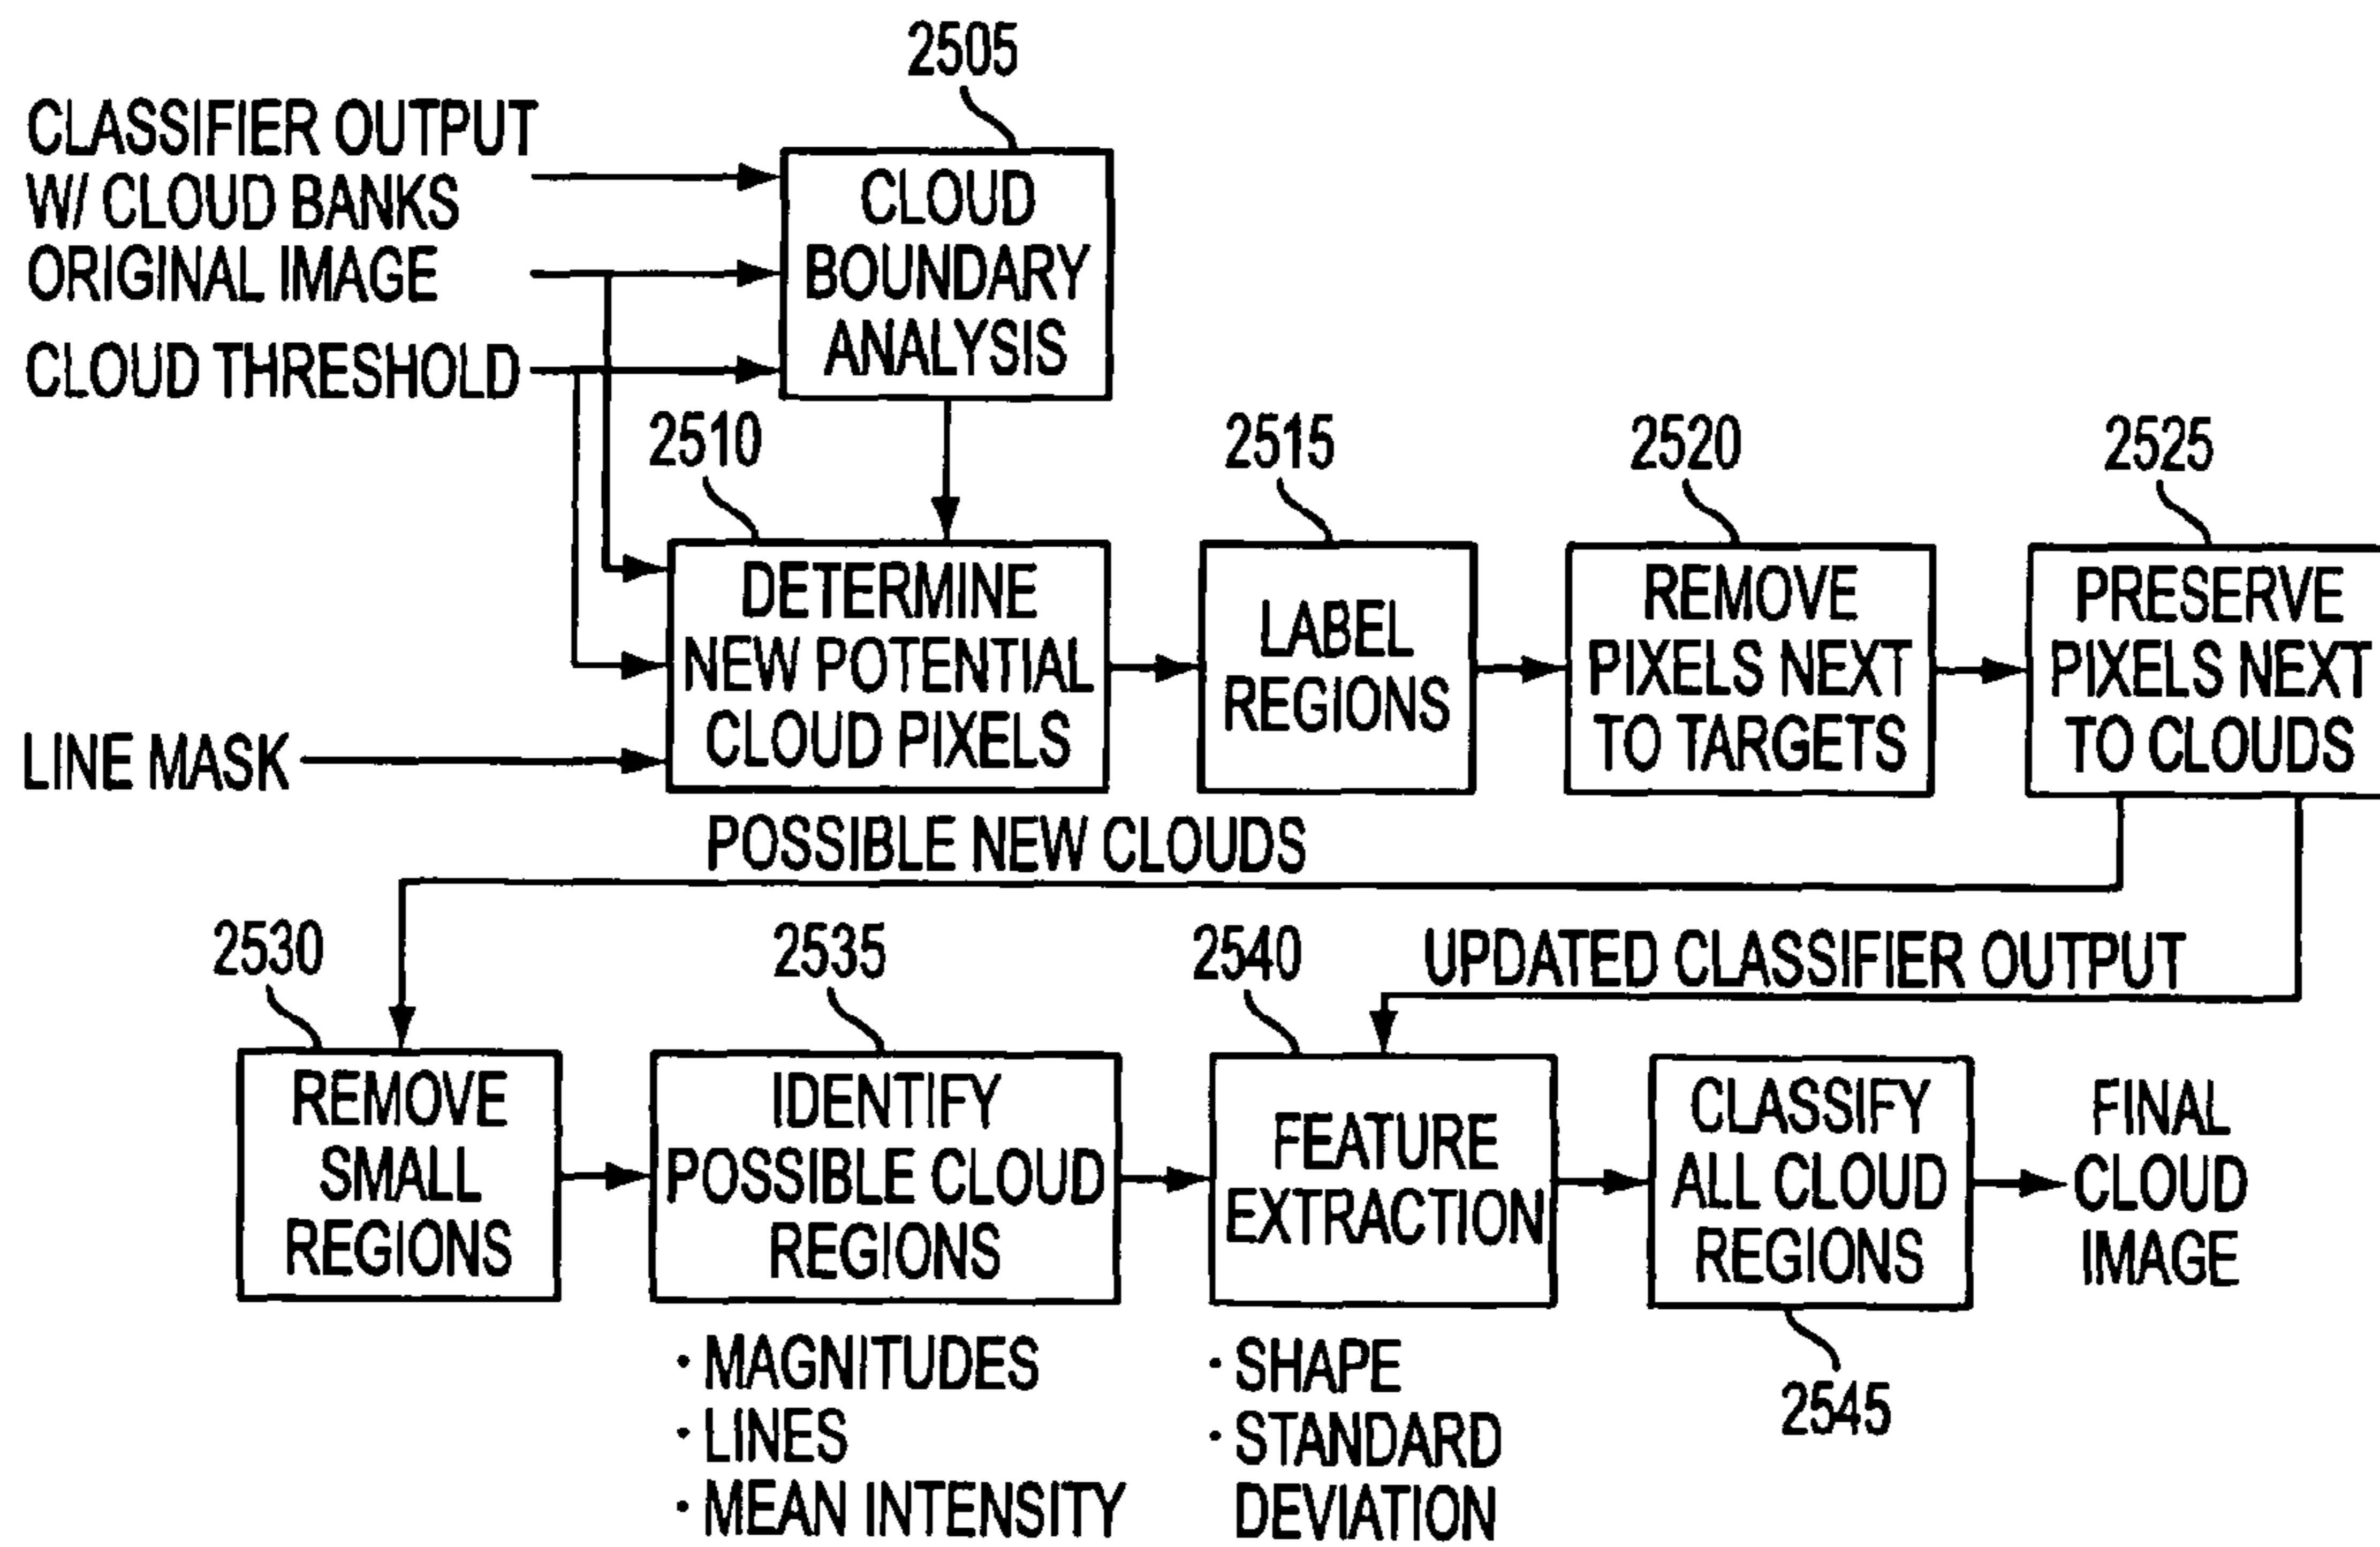 2505
CLASSIFIER OUTPUT
W/ CLOUD BANKS
ORIGINAL IMAGE
CLOUD THRESHOLD
CLOUD
BOUNDARY
ANALYSIS
2510
2515
2520
2525
DETERMINE
NEW POTENTIAL
CLOUD PIXELS
LABEL
REGIONS
REMOVE
PIXELS NEXT
TO TARGETS
PRESERVE
PIXELS NEXT
TO CLOUDS
LINE MASK
POSSIBLE NEW CLOUDS
2530
2535
2540
UPDATED CLASSIFIER OUTPUT
REMOVE
SMALL
REGIONS
IDENTIFY
POSSIBLE CLOUD
REGIONS
FEATURE
EXTRACTION
CLASSIFY
ALL CLOUD
REGIONS
FINAL
CLOUD
IMAGE
· MAGNITUDES
· LINES
· MEAN INTENSITY
· SHAPE
· STANDARD
DEVIATION
2545